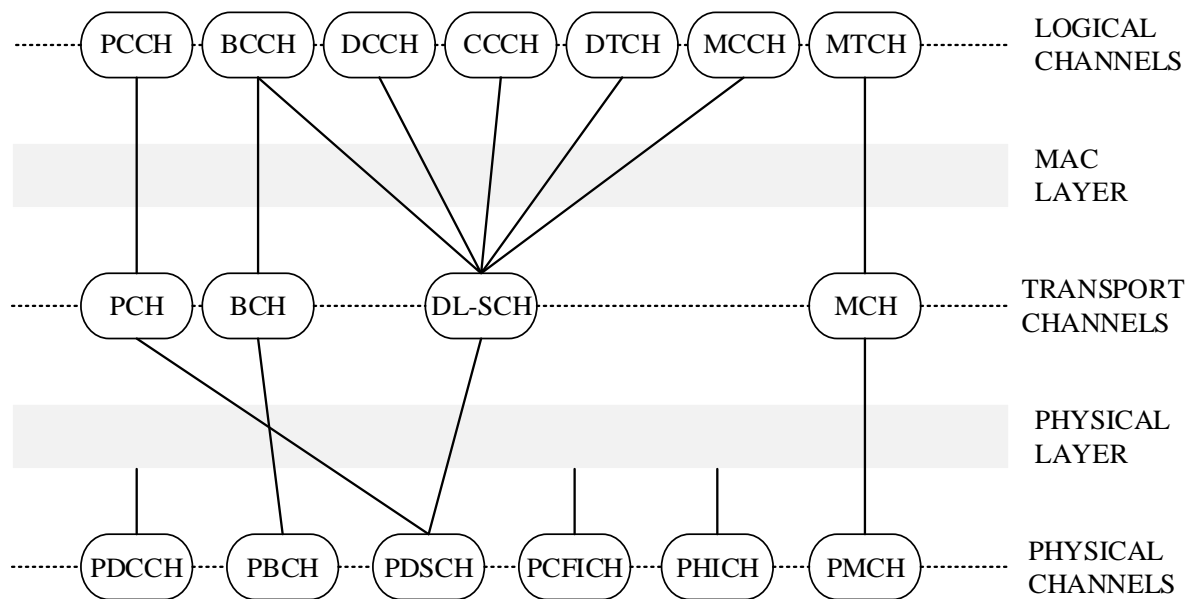 PCCH BCCH DCCH CCCH DTCH MCCH MTCH
LOGICAL
CHANNELS
MAC
LAYER
PCH BCH DL-SCH MCH
TRANSPORT
CHANNELS
PHYSICAL
LAYER
PDCCH PBCH PDSCH PCFICH PHICH PMCH
PHYSICAL
CHANNELS